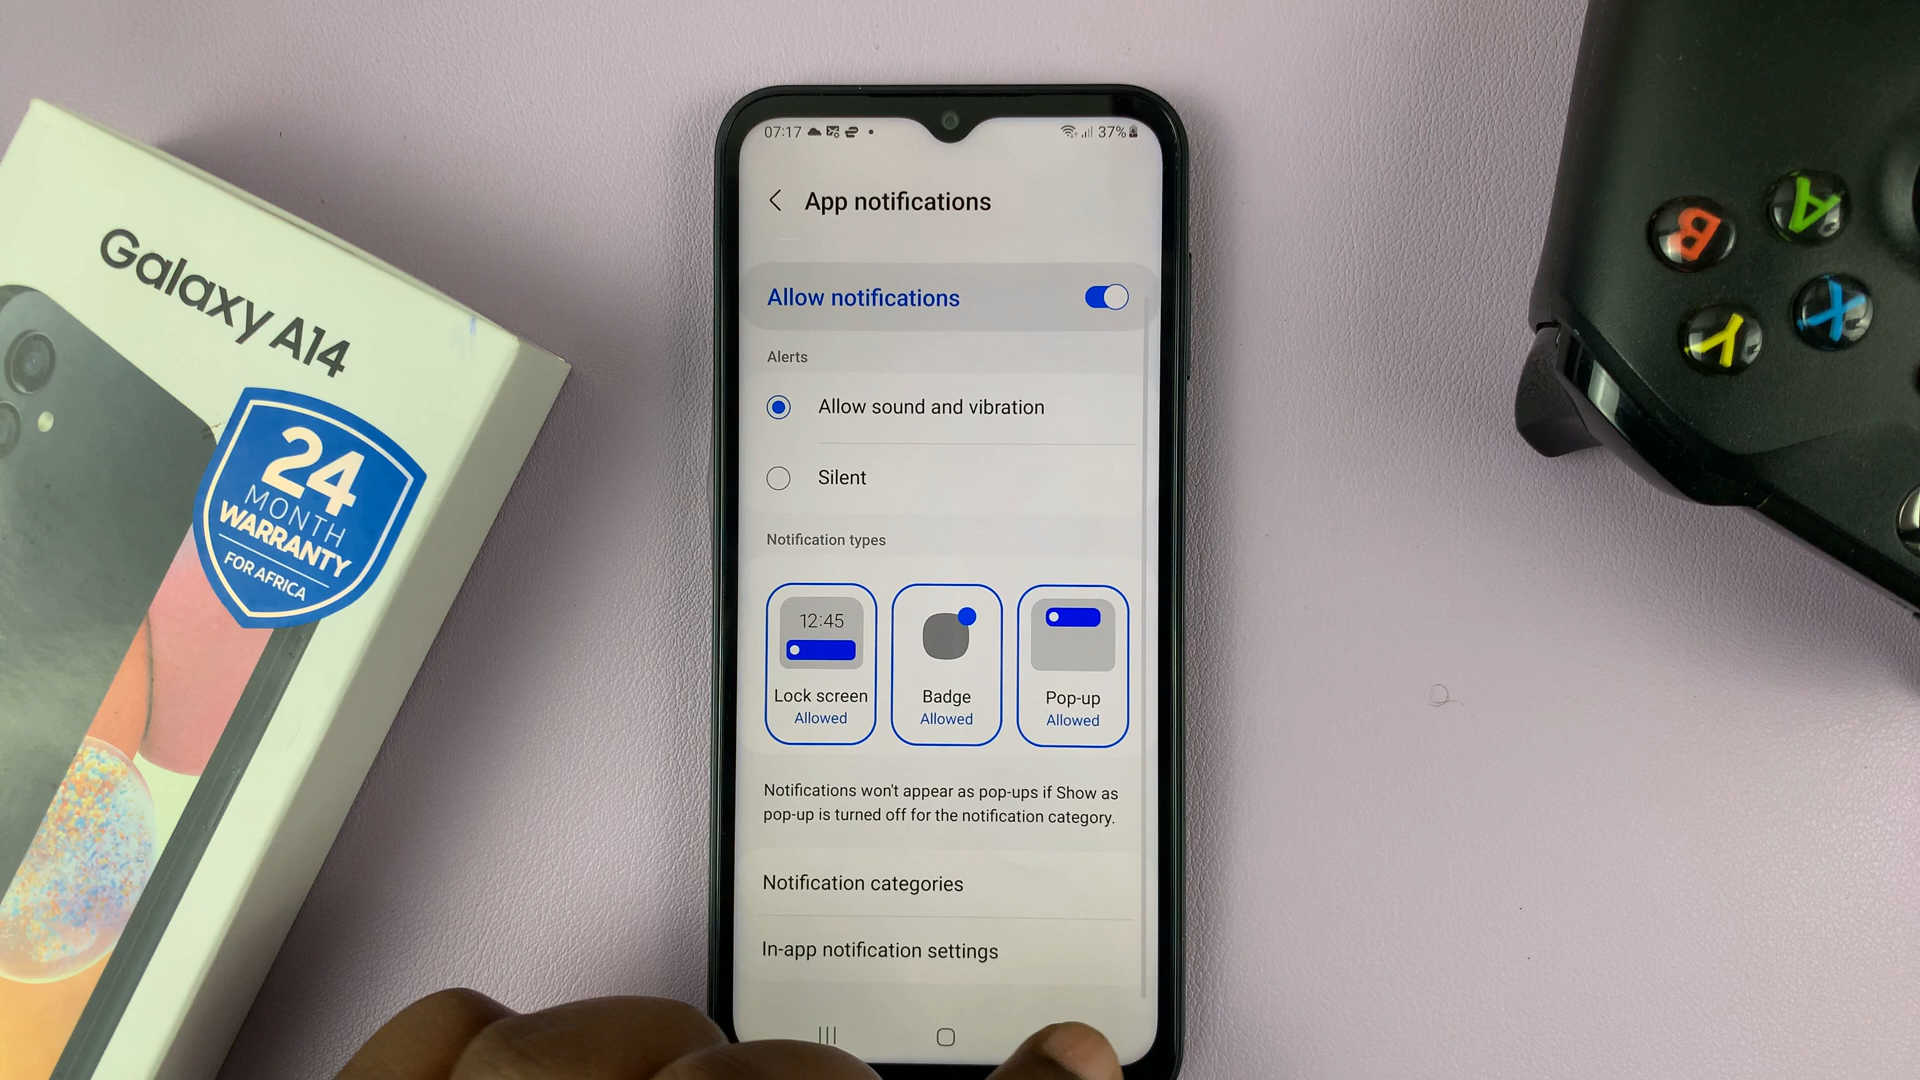 Galaxy A14
24
MONTH
WARRANTY
FOR AFRICA
07:17
37%
App notifications
Allow notifications
Alerts
Allow sound and vibration
Silent
Notification types
12:45
Lock screen
Allowed
Badge
Allowed
Pop-up
Allowed
Notifications won't appear as pop-ups if Show as
pop-up is turned off for the notification category.
Notification categories
In-app notification settings
B
A
Y
X